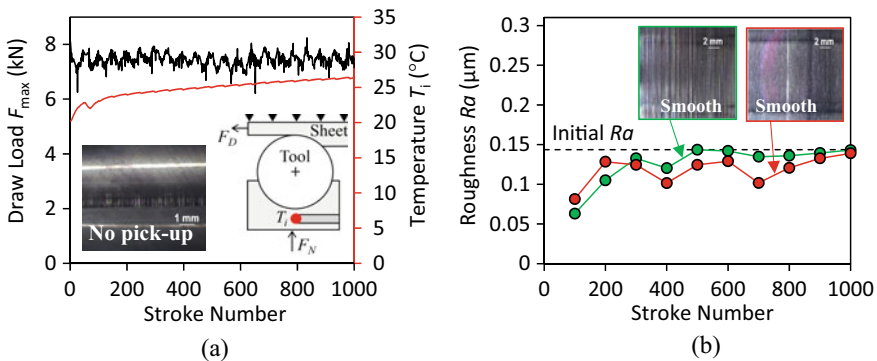 Draw Load Fmax (kN)
10
8
6
4
2
0
35
30
25
20
15
10
5
0
Temperature Ti (°C)
FD
Sheet
Tool
+
Ti
FN
1 mm
No pick-up
0 200 400 600 800 1000
Stroke Number
(a)
Roughness Ra (µm)
0.3
0.25
0.2
0.15
0.1
0.05
0
2 mm
Smooth
2 mm
Smooth
Initial Ra
0 200 400 600 800 1000
Stroke Number
(b)